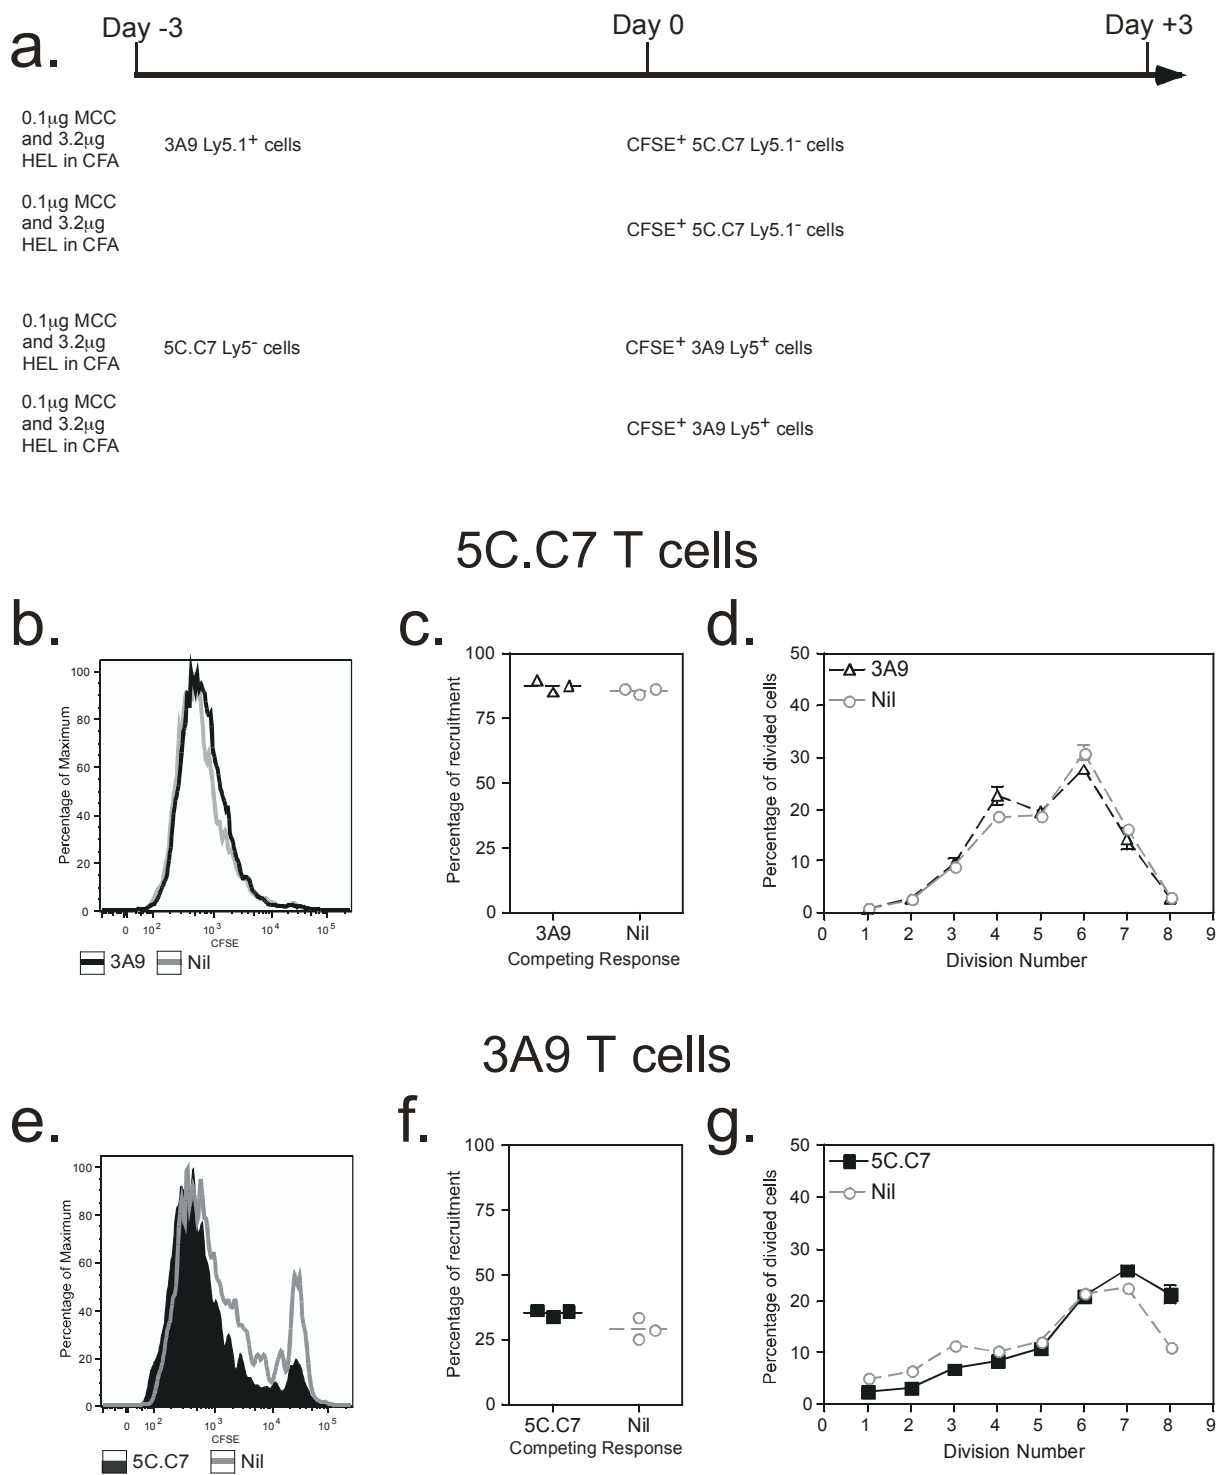 a.
Day -3 Day 0 Day +3
0.1μg MCC
and 3.2μg
HEL in CFA
3A9 Ly5.1+ cells
CFSE+ 5C.C7 Ly5.1- cells
0.1μg MCC
and 3.2μg
HEL in CFA
CFSE+ 5C.C7 Ly5.1- cells
0.1μg MCC
and 3.2μg
HEL in CFA
5C.C7 Ly5- cells
CFSE+ 3A9 Ly5+ cells
0.1μg MCC
and 3.2μg
HEL in CFA
CFSE+ 3A9 Ly5+ cells
5C.C7 T cells
b.
Percentage of Maximum
100
80
60
40
20
0
0 10² 10³ 10⁴ 10⁵
CFSE
3A9 Nil
c.
Percentage of recruitment
100
75
50
25
0
3A9 Nil
Competing Response
d.
Percentage of divided cells
50
40
30
20
10
0
3A9
Nil
0 1 2 3 4 5 6 7 8 9
Division Number
3A9 T cells
e.
Percentage of Maximum
100
80
60
40
20
0
0 10² 10³ 10⁴ 10⁵
CFSE
5C.C7 Nil
f.
Percentage of recruitment
100
75
50
25
0
5C.C7 Nil
Competing Response
g.
Percentage of divided cells
50
40
30
20
10
0
5C.C7
Nil
0 1 2 3 4 5 6 7 8 9
Division Number